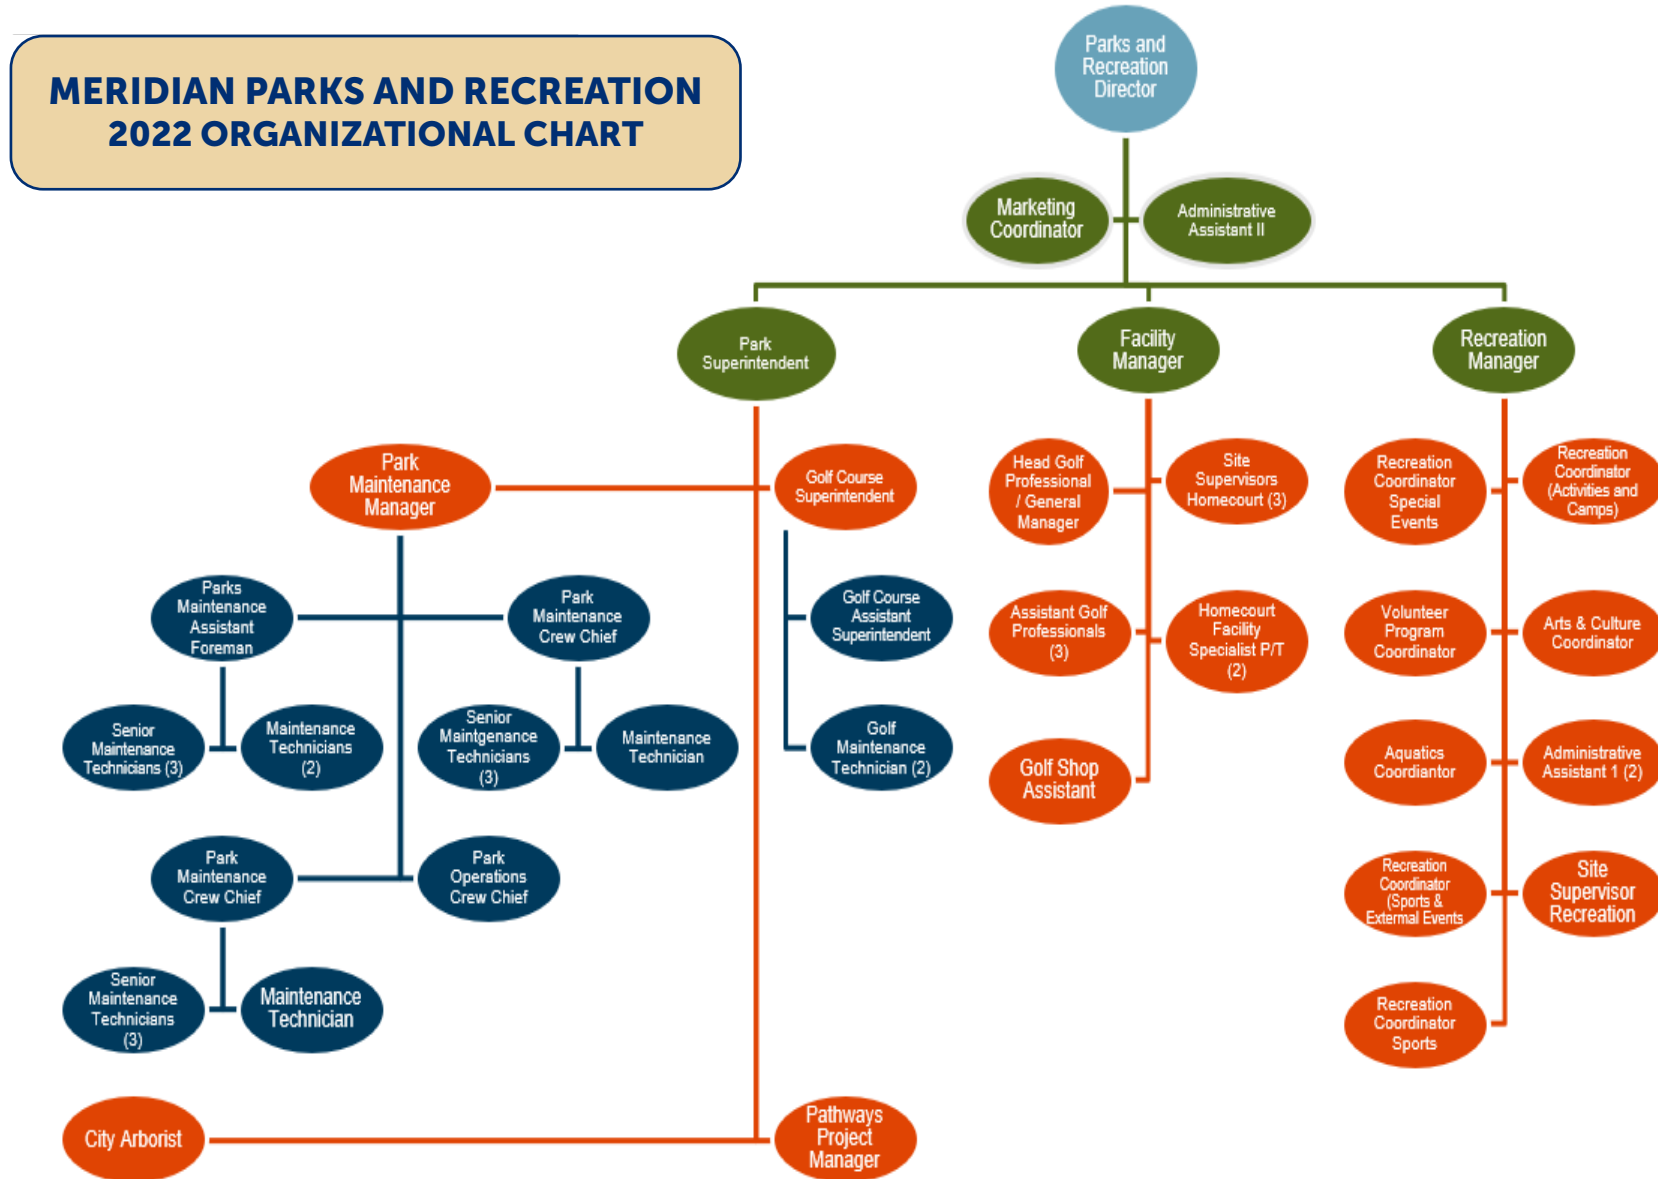 MERIDIAN PARKS AND RECREATION
2022 ORGANIZATIONAL CHART
Parks and
Recreation
Director
Marketing
Coordinator
Administrative
Assistant II
Park
Superintendent
Facility
Manager
Recreation
Manager
Park
Maintenance
Manager
Golf Course
Superintendent
Head Golf
Professional
/ General
Manager
Site
Supervisors
Homecourt (3)
Recreation
Coordinator
Special
Events
Recreation
Coordinator
(Activities and
Camps)
Parks
Maintenance
Assistant
Foreman
Park
Maintenance
Crew Chief
Golf Course
Assistant
Superintendent
Assistant Golf
Professionals
(3)
Homecourt
Facility
Specialist P/T
(2)
Volunteer
Program
Coordinator
Arts & Culture
Coordinator
Senior
Maintenance
Technicians (3)
Maintenance
Technicians
(2)
Senior
Maintgenance
Technicians
(3)
Maintenance
Technician
Golf
Maintenance
Technician (2)
Golf Shop
Assistant
Aquatics
Coordiantor
Administrative
Assistant 1 (2)
Park
Maintenance
Crew Chief
Park
Operations
Crew Chief
Recreation
Coordinator
(Sports &
Extermal Events
Site
Supervisor
Recreation
Senior
Maintenance
Technicians
(3)
Maintenance
Technician
Recreation
Coordinator
Sports
City Arborist
Pathways
Project
Manager